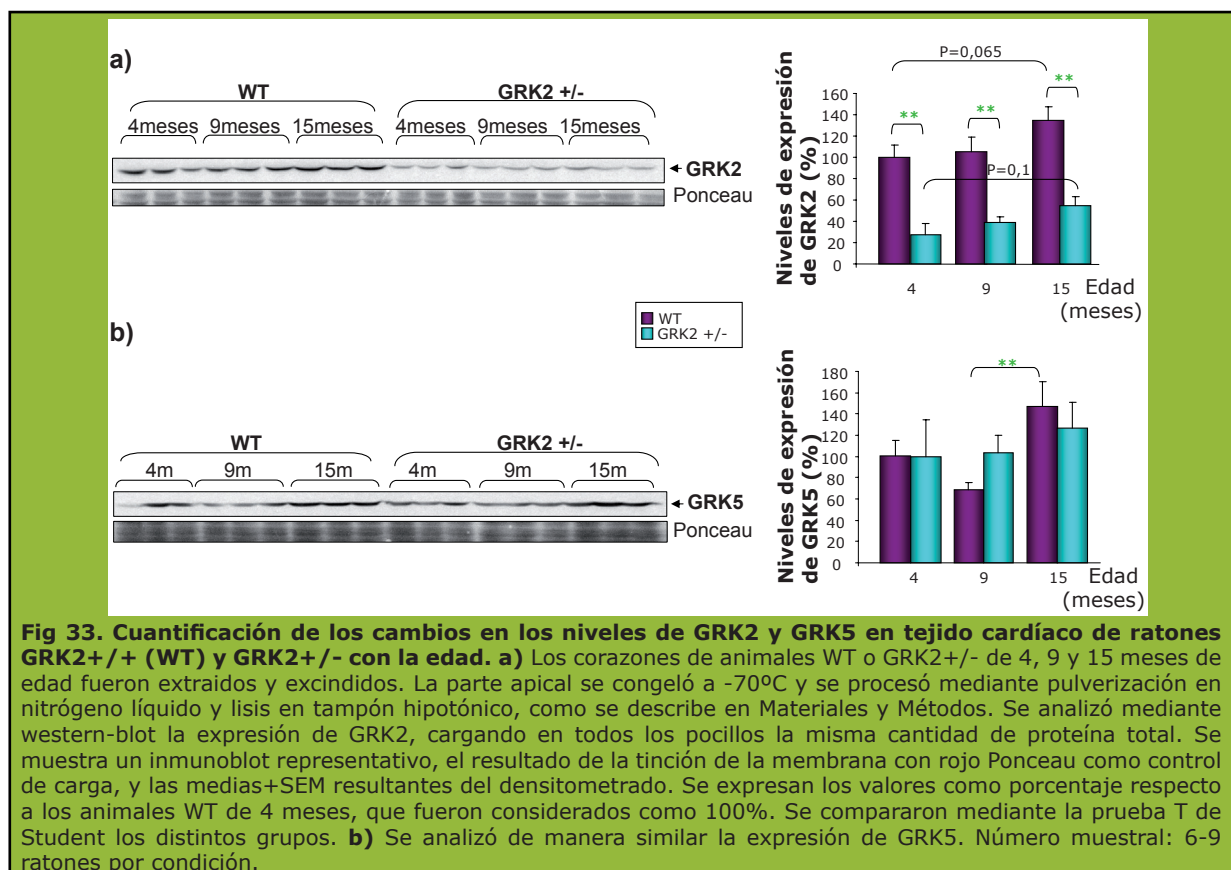 a)
WT
GRK2 +/-
4meses 9meses 15meses 4meses 9meses 15meses
GRK2
Ponceau
Niveles de expresión
de GRK2 (%)
P=0,065
**
**
**
P=0,1
160
140
120
100
80
60
40
20
0
4 9 15 Edad
(meses)
WT
GRK2 +/-
b)
WT
GRK2 +/-
4m 9m 15m 4m 9m 15m
GRK5
Ponceau
Niveles de expresión
de GRK5 (%)
**
180
160
140
120
100
80
60
40
20
0
4 9 15 Edad
(meses)
Fig 33. Cuantificación de los cambios en los niveles de GRK2 y GRK5 en tejido cardíaco de ratones
GRK2+/+ (WT) y GRK2+/- con la edad. a) Los corazones de animales WT o GRK2+/- de 4, 9 y 15 meses de
edad fueron extraidos y excindidos. La parte apical se congeló a -70ºC y se procesó mediante pulverización en
nitrógeno líquido y lisis en tampón hipotónico, como se describe en Materiales y Métodos. Se analizó mediante
western-blot la expresión de GRK2, cargando en todos los pocillos la misma cantidad de proteína total. Se
muestra un inmunoblot representativo, el resultado de la tinción de la membrana con rojo Ponceau como control
de carga, y las medias+SEM resultantes del densitometrado. Se expresan los valores como porcentaje respecto
a los animales WT de 4 meses, que fueron considerados como 100%. Se compararon mediante la prueba T de
Student los distintos grupos. b) Se analizó de manera similar la expresión de GRK5. Número muestral: 6-9
ratones por condición.